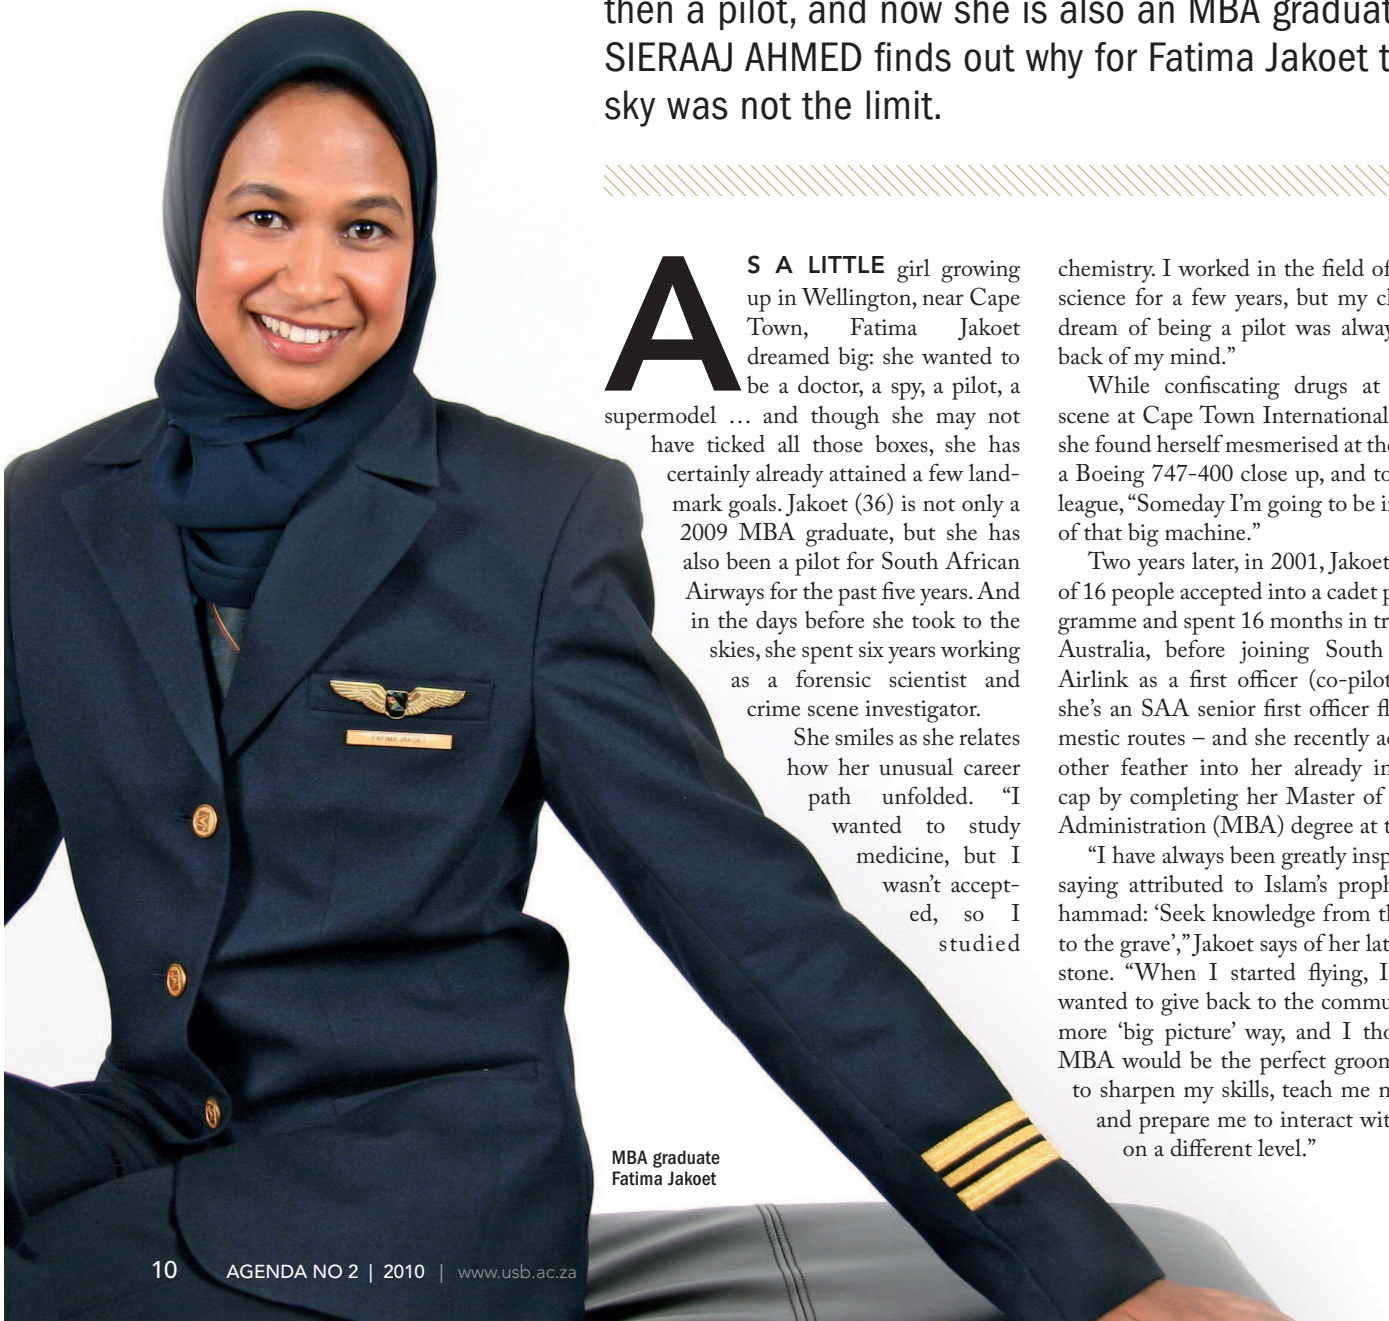 then a pilot, and now she is also an MBA graduat
SIERAAJ AHMED finds out why for Fatima Jakoet t
sky was not the limit.
AS A LITTLE girl growing
up in Wellington, near Cape
Town, Fatima Jakoet
dreamed big: she wanted to
be a doctor, a spy, a pilot, a
supermodel … and though she may not
have ticked all those boxes, she has
certainly already attained a few land-
mark goals. Jakoet (36) is not only a
2009 MBA graduate, but she has
also been a pilot for South African
Airways for the past five years. And
in the days before she took to the
skies, she spent six years working
as a forensic scientist and
crime scene investigator.
She smiles as she relates
how her unusual career
path unfolded. “I
wanted to study
medicine, but I
wasn’t accept-
ed, so I
studied
chemistry. I worked in the field of
science for a few years, but my cl
dream of being a pilot was alway
back of my mind.”
While confiscating drugs at
scene at Cape Town International
she found herself mesmerised at the
a Boeing 747-400 close up, and to
league, “Someday I’m going to be i
of that big machine.”
Two years later, in 2001, Jakoet
of 16 people accepted into a cadet p
gramme and spent 16 months in tr
Australia, before joining South
Airlink as a first officer (co-pilot
she’s an SAA senior first officer fl
mestic routes – and she recently a
other feather into her already in
cap by completing her Master of
Administration (MBA) degree at t
“I have always been greatly insp
saying attributed to Islam’s proph
hammad: ‘Seek knowledge from th
to the grave’,” Jakoet says of her lat
stone. “When I started flying, I
wanted to give back to the commu
more ‘big picture’ way, and I tho
MBA would be the perfect groom
to sharpen my skills, teach me n
and prepare me to interact wit
on a different level.”
FATIMA JAKOET
MBA graduate
Fatima Jakoet
10 AGENDA NO 2 | 2010 | www.usb.ac.za